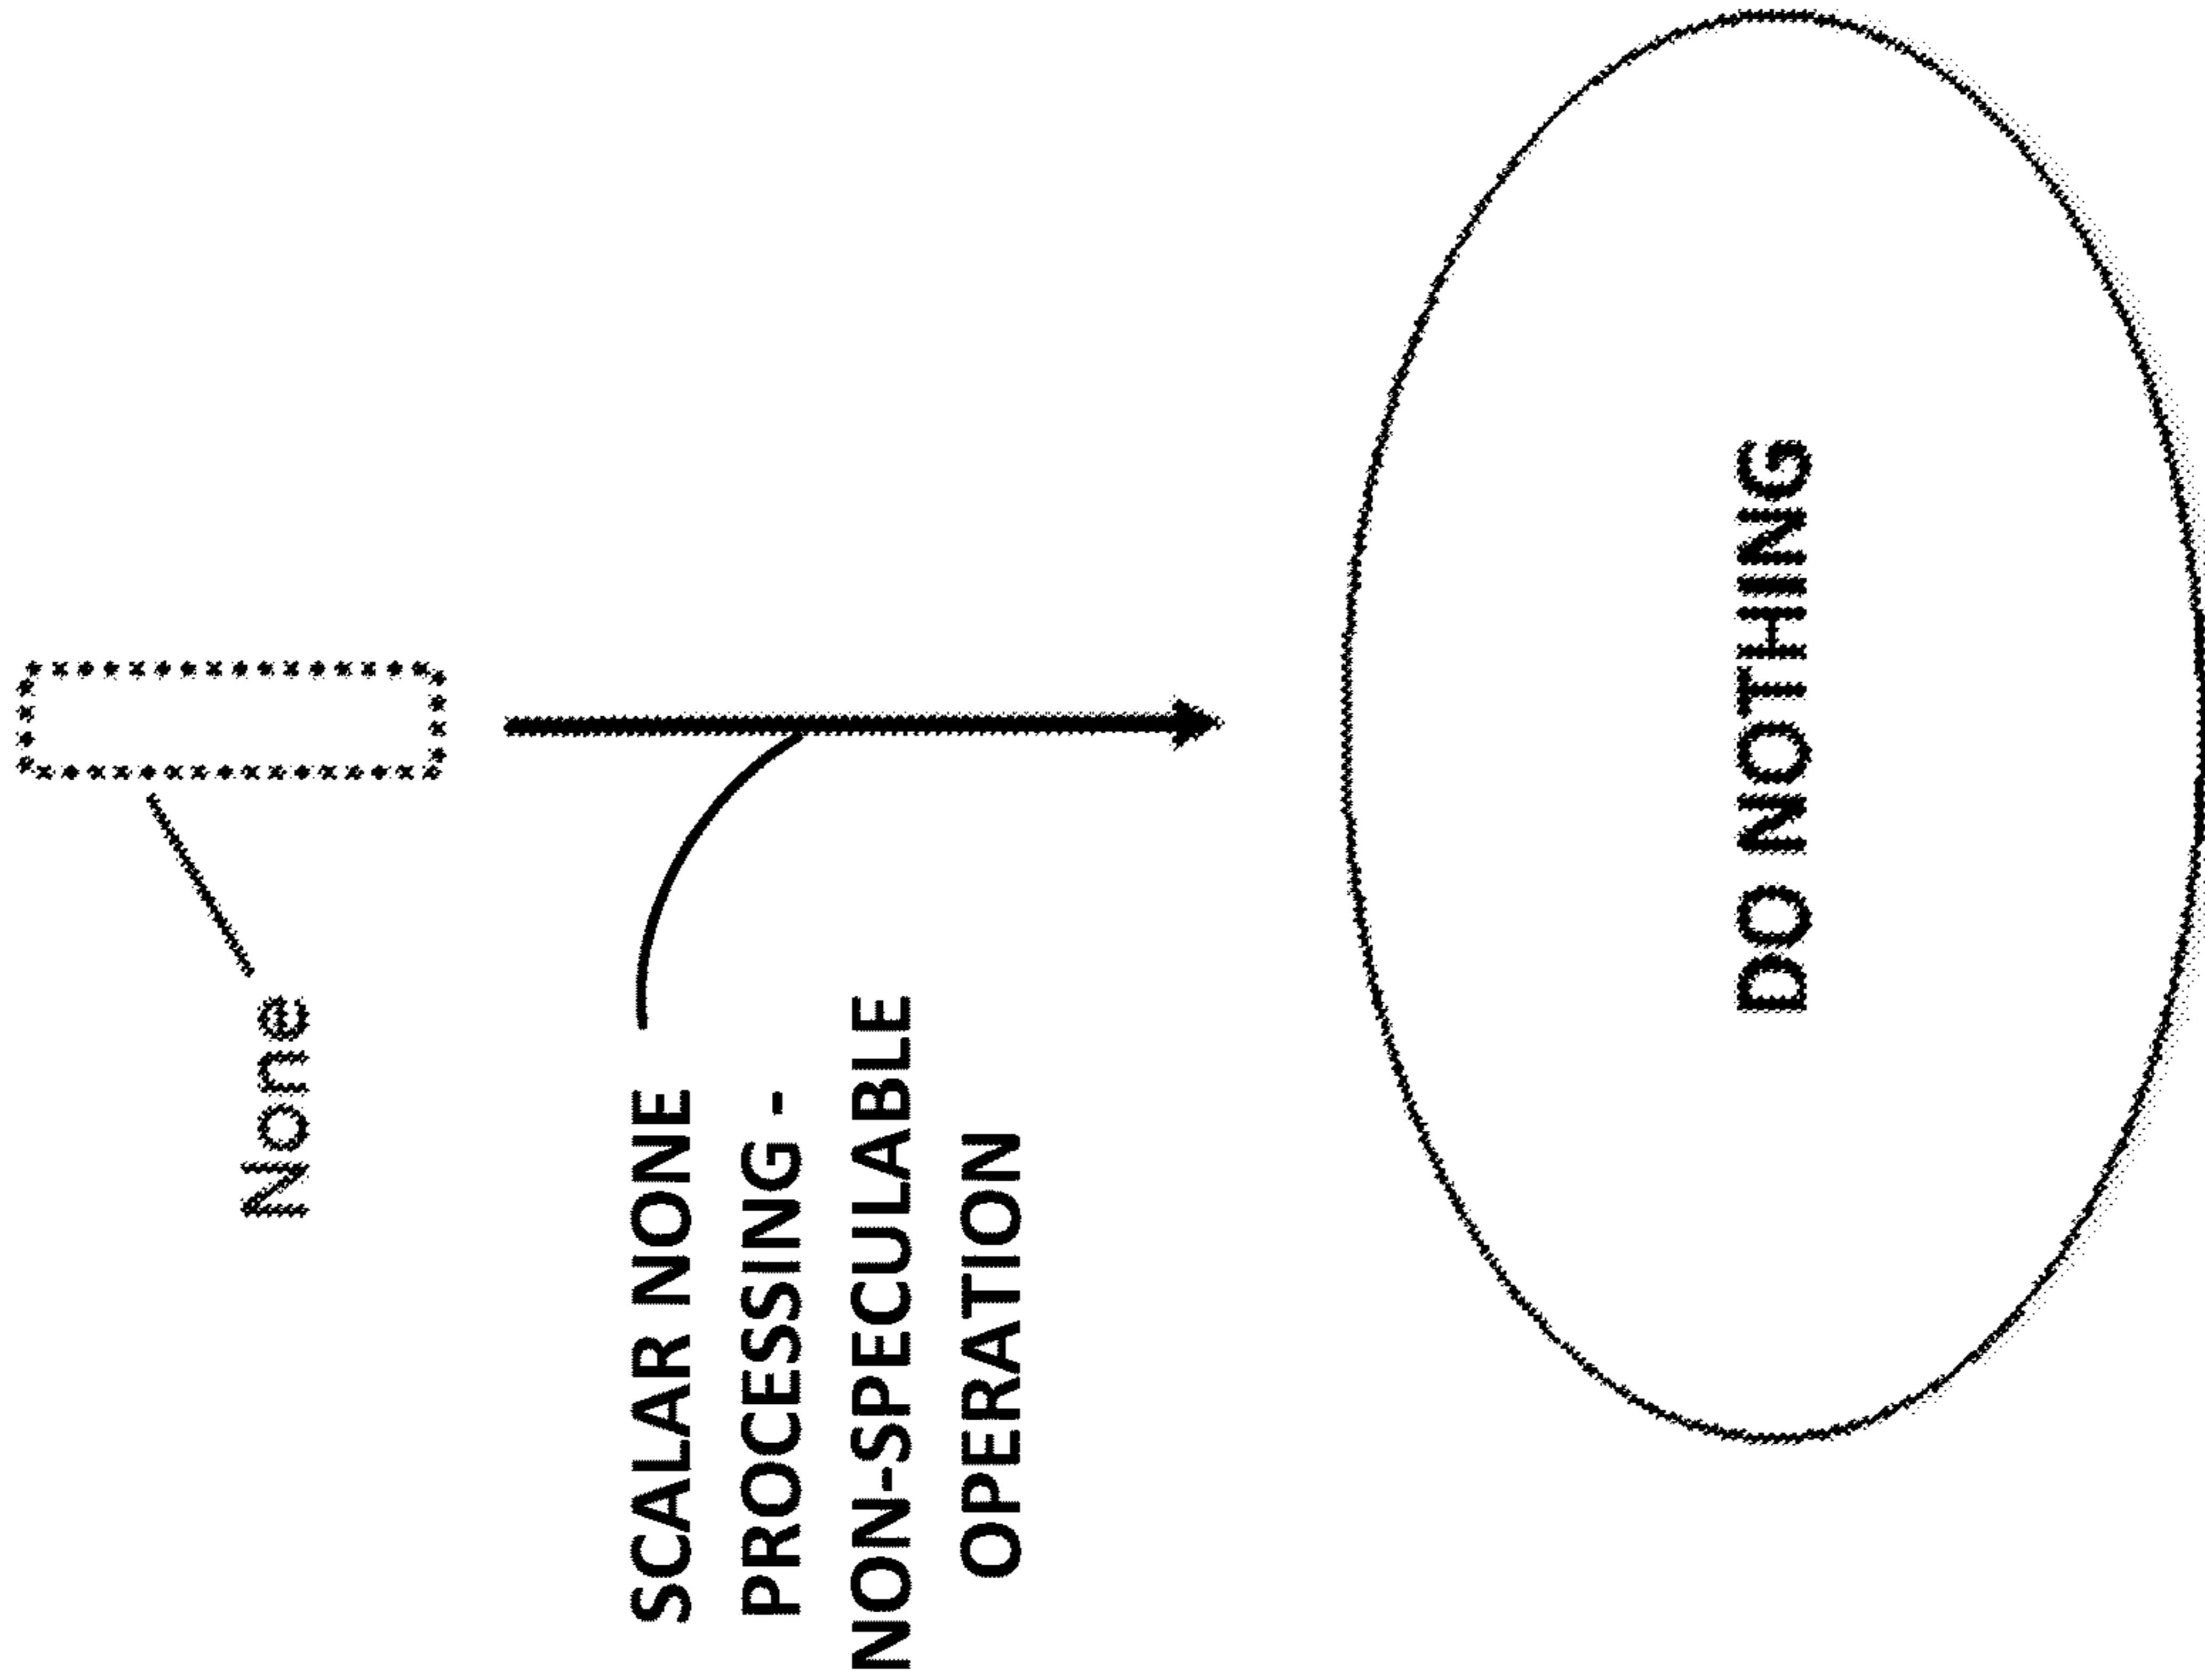 None
SCALAR NONE
PROCESSING -
NON-SPECULABLE
OPERATION
DO NOTHING